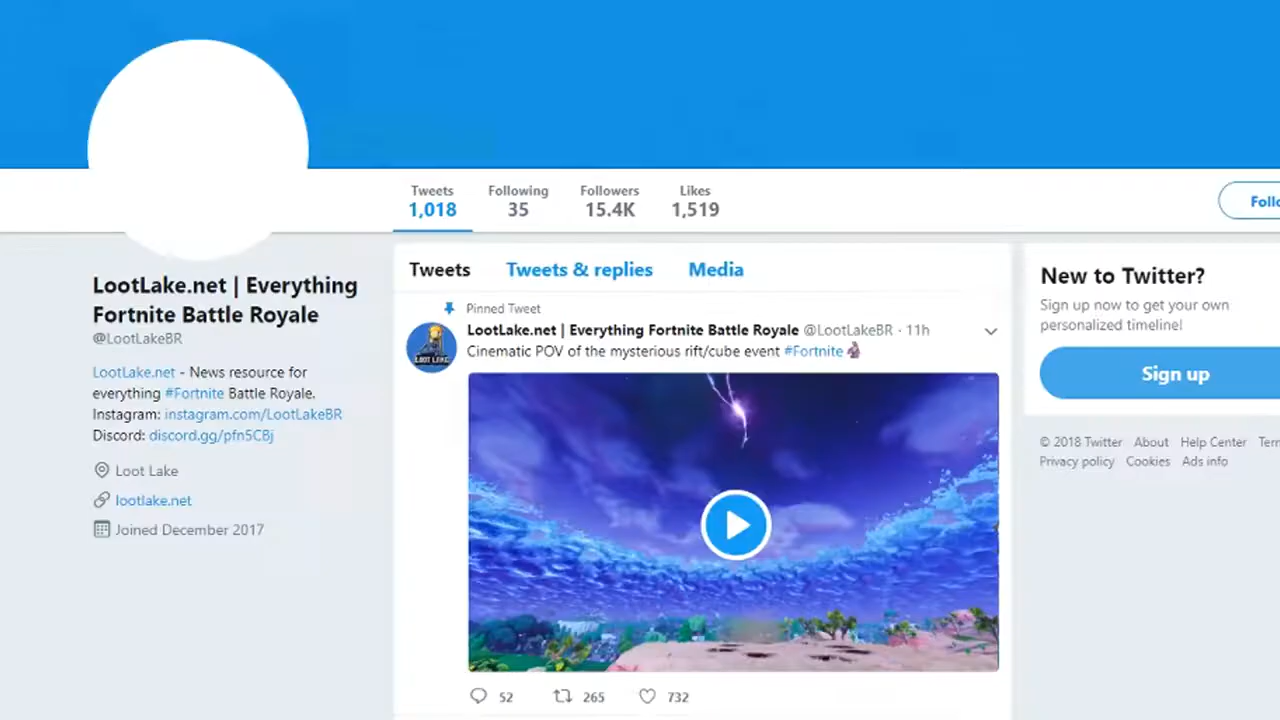 Tweets
1,018
Following
35
Followers
15.4K
Likes
1,519
Follo
LootLake.net | Everything
Fortnite Battle Royale
@LootLakeBR
LootLake.net - News resource for
everything #Fortnite Battle Royale.
Instagram: instagram.com/LootLakeBR
Discord: discord.gg/pfn5CBj
Loot Lake
lootlake.net
Joined December 2017
Tweets Tweets & replies Media
Pinned Tweet
LootLake.net | Everything Fortnite Battle Royale @LootLakeBR · 11h
Cinematic POV of the mysterious rift/cube event #Fortnite
LOOT LAKE
52 265 732
New to Twitter?
Sign up now to get your own
personalized timeline!
Sign up
© 2018 Twitter About Help Center Terr
Privacy policy Cookies Ads info